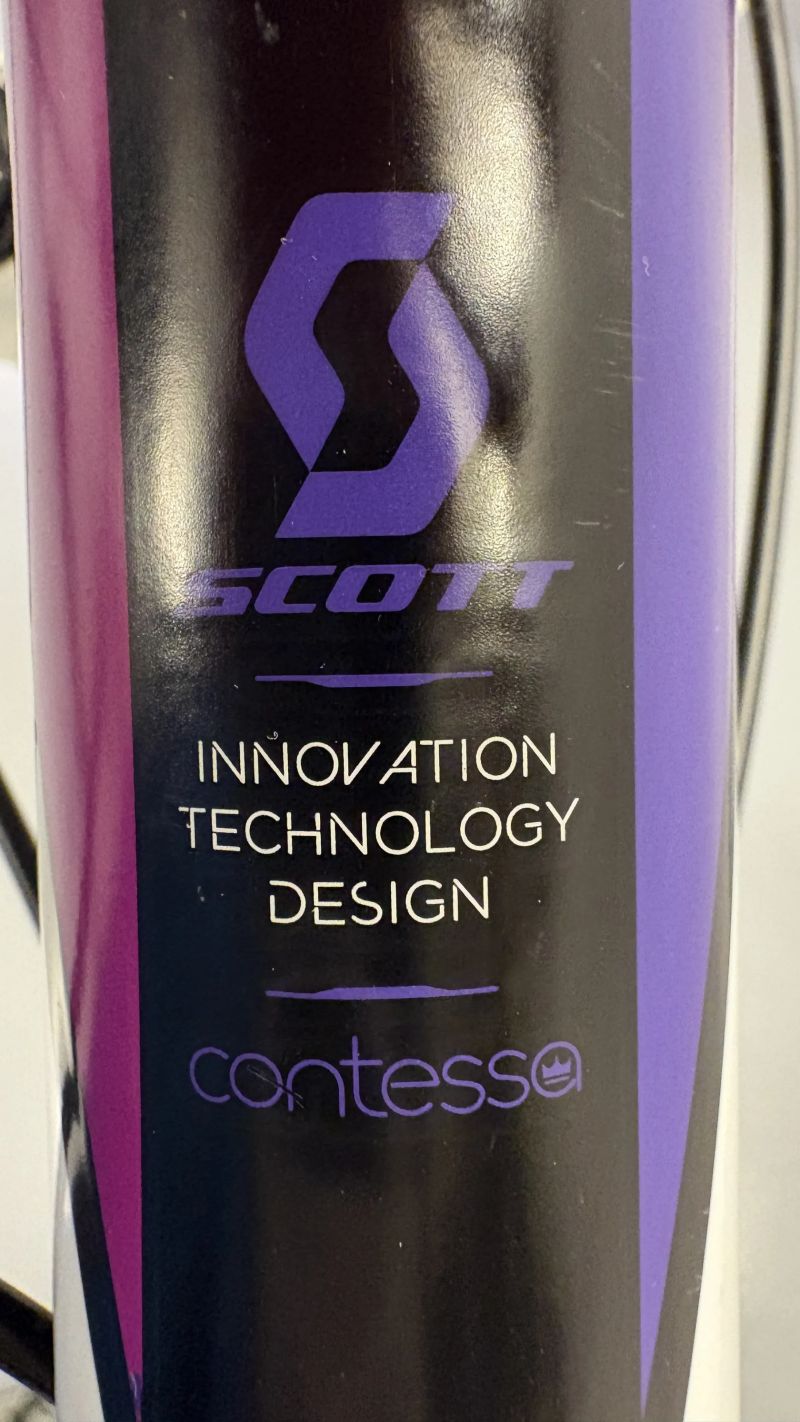 SCOTT
INNOVATION
TECHNOLOGY
DESIGN
contessa